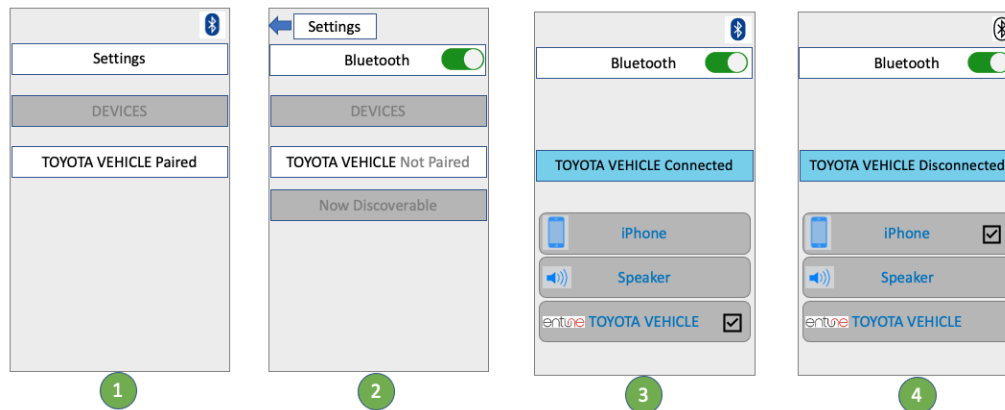 Settings
DEVICES
TOYOTA VEHICLE Paired
1
Settings
Bluetooth
DEVICES
TOYOTA VEHICLE Not Paired
Now Discoverable
2
Bluetooth
TOYOTA VEHICLE Connected
iPhone
Speaker
entune TOYOTA VEHICLE
3
Bluetooth
TOYOTA VEHICLE Disconnected
iPhone
Speaker
entune TOYOTA VEHICLE
4